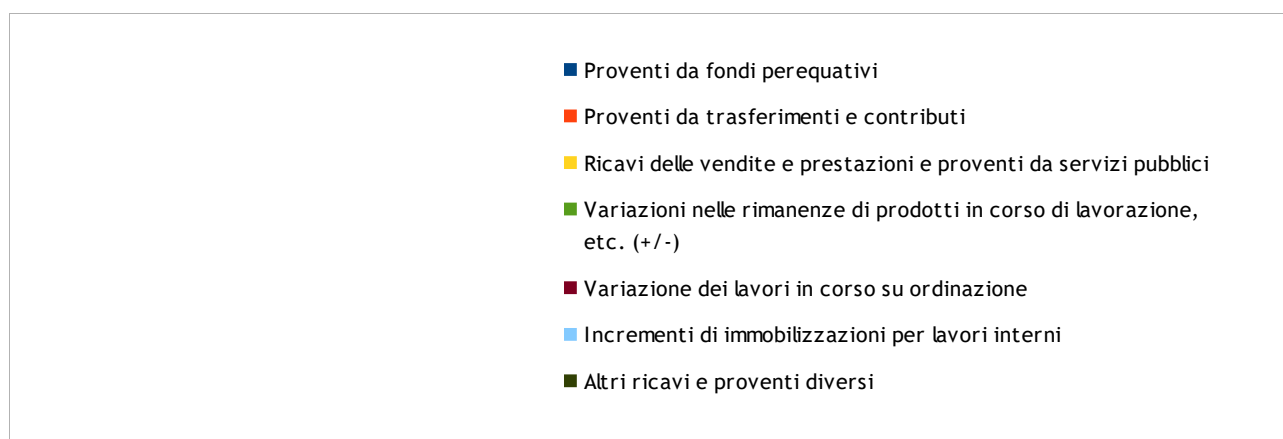 Proventi da fondi perequativi
Proventi da trasferimenti e contributi
Ricavi delle vendite e prestazioni e proventi da servizi pubblici
Variazioni nelle rimanenze di prodotti in corso di lavorazione,
etc. (+/-)
Variazione dei lavori in corso su ordinazione
Incrementi di immobilizzazioni per lavori interni
Altri ricavi e proventi diversi